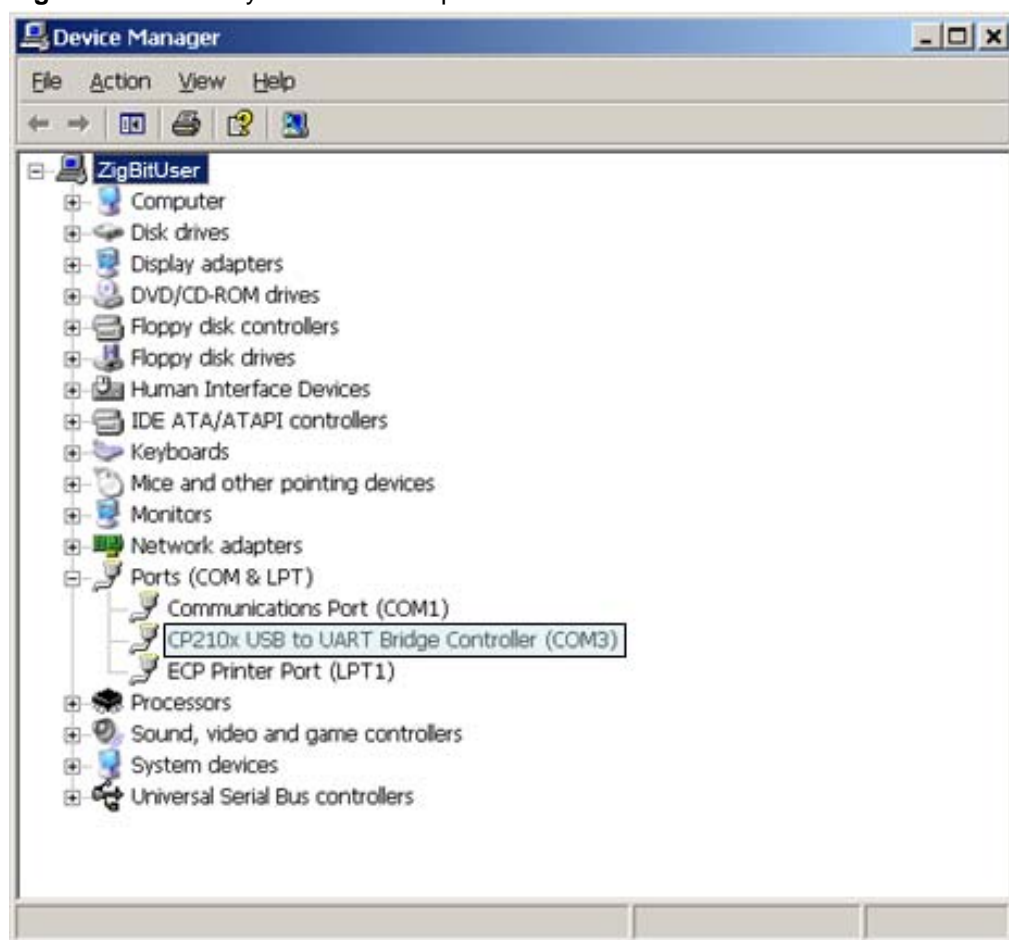 Device Manager
File Action View Help
ZigBitUser
Computer
Disk drives
Display adapters
DVD/CD-ROM drives
Floppy disk controllers
Floppy disk drives
Human Interface Devices
IDE ATA/ATAPI controllers
Keyboards
Mice and other pointing devices
Monitors
Network adapters
Ports (COM & LPT)
Communications Port (COM1)
CP210x USB to UART Bridge Controller (COM3)
ECP Printer Port (LPT1)
Processors
Sound, video and game controllers
System devices
Universal Serial Bus controllers